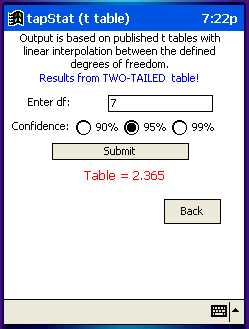 tapStat (t table) 7:22p
Output is based on published t tables with
linear interpolation between the defined
degrees of freedom.
Results from TWO-TAILED table!
Enter df: 7
Confidence: 90% 95% 99%
Submit
Table = 2.365
Back